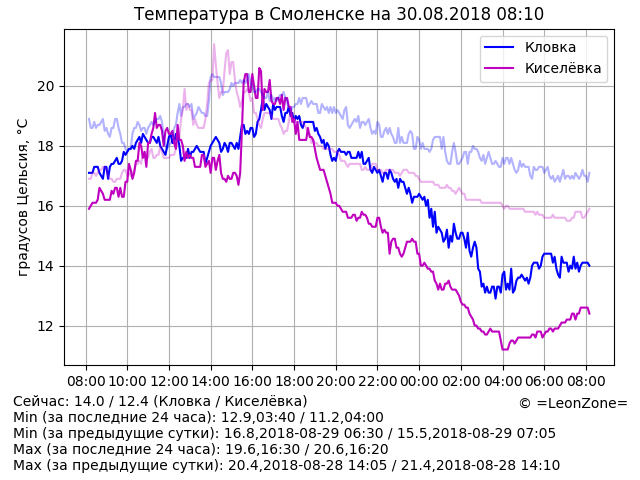 Температура в Смоленске на 30.08.2018 08:10
Кловка
Киселёвка
градусов Цельсия, °C
20
18
16
14
12
08:00 10:00 12:00 14:00 16:00 18:00 20:00 22:00 00:00 02:00 04:00 06:00 08:00
Сейчас: 14.0 / 12.4 (Кловка / Киселёвка)
© =LeonZone=
Min (за последние 24 часа): 12.9,03:40 / 11.2,04:00
Min (за предыдущие сутки): 16.8,2018-08-29 06:30 / 15.5,2018-08-29 07:05
Max (за последние 24 часа): 19.6,16:30 / 20.6,16:20
Max (за предыдущие сутки): 20.4,2018-08-28 14:05 / 21.4,2018-08-28 14:10